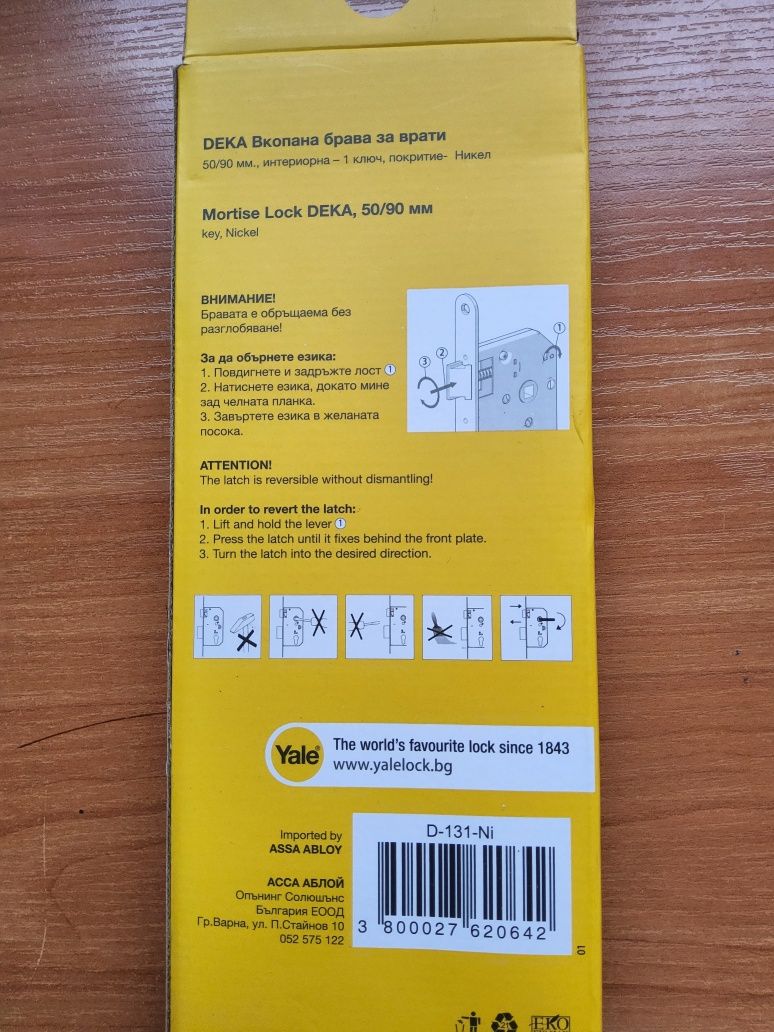 DEKA Вкопана брава за врати
50/90 мм., интериорна – 1 ключ, покритие- Никел
Mortise Lock DEKA, 50/90 мм
key, Nickel
ВНИМАНИЕ!
Бравата е обръщаема без
разглобяване!
За да обърнете езика:
1. Повдигнете и задръжте лост 1
2. Натиснете езика, докато мине
зад челната планка.
3. Завъртете езика в желаната
посока.
1
2
3
ATTENTION!
The latch is reversible without dismantling!
In order to revert the latch:
1. Lift and hold the lever 1
2. Press the latch until it fixes behind the front plate.
3. Turn the latch into the desired direction.
Yale®
The world's favourite lock since 1843
www.yalelock.bg
Imported by
ASSA ABLOY
АССА АБЛОЙ
Опънинг Солюшънс
България ЕООД
Гр.Варна, ул. П.Стайнов 10
052 575 122
D-131-Ni
3 800027 620642
01
21
EKO